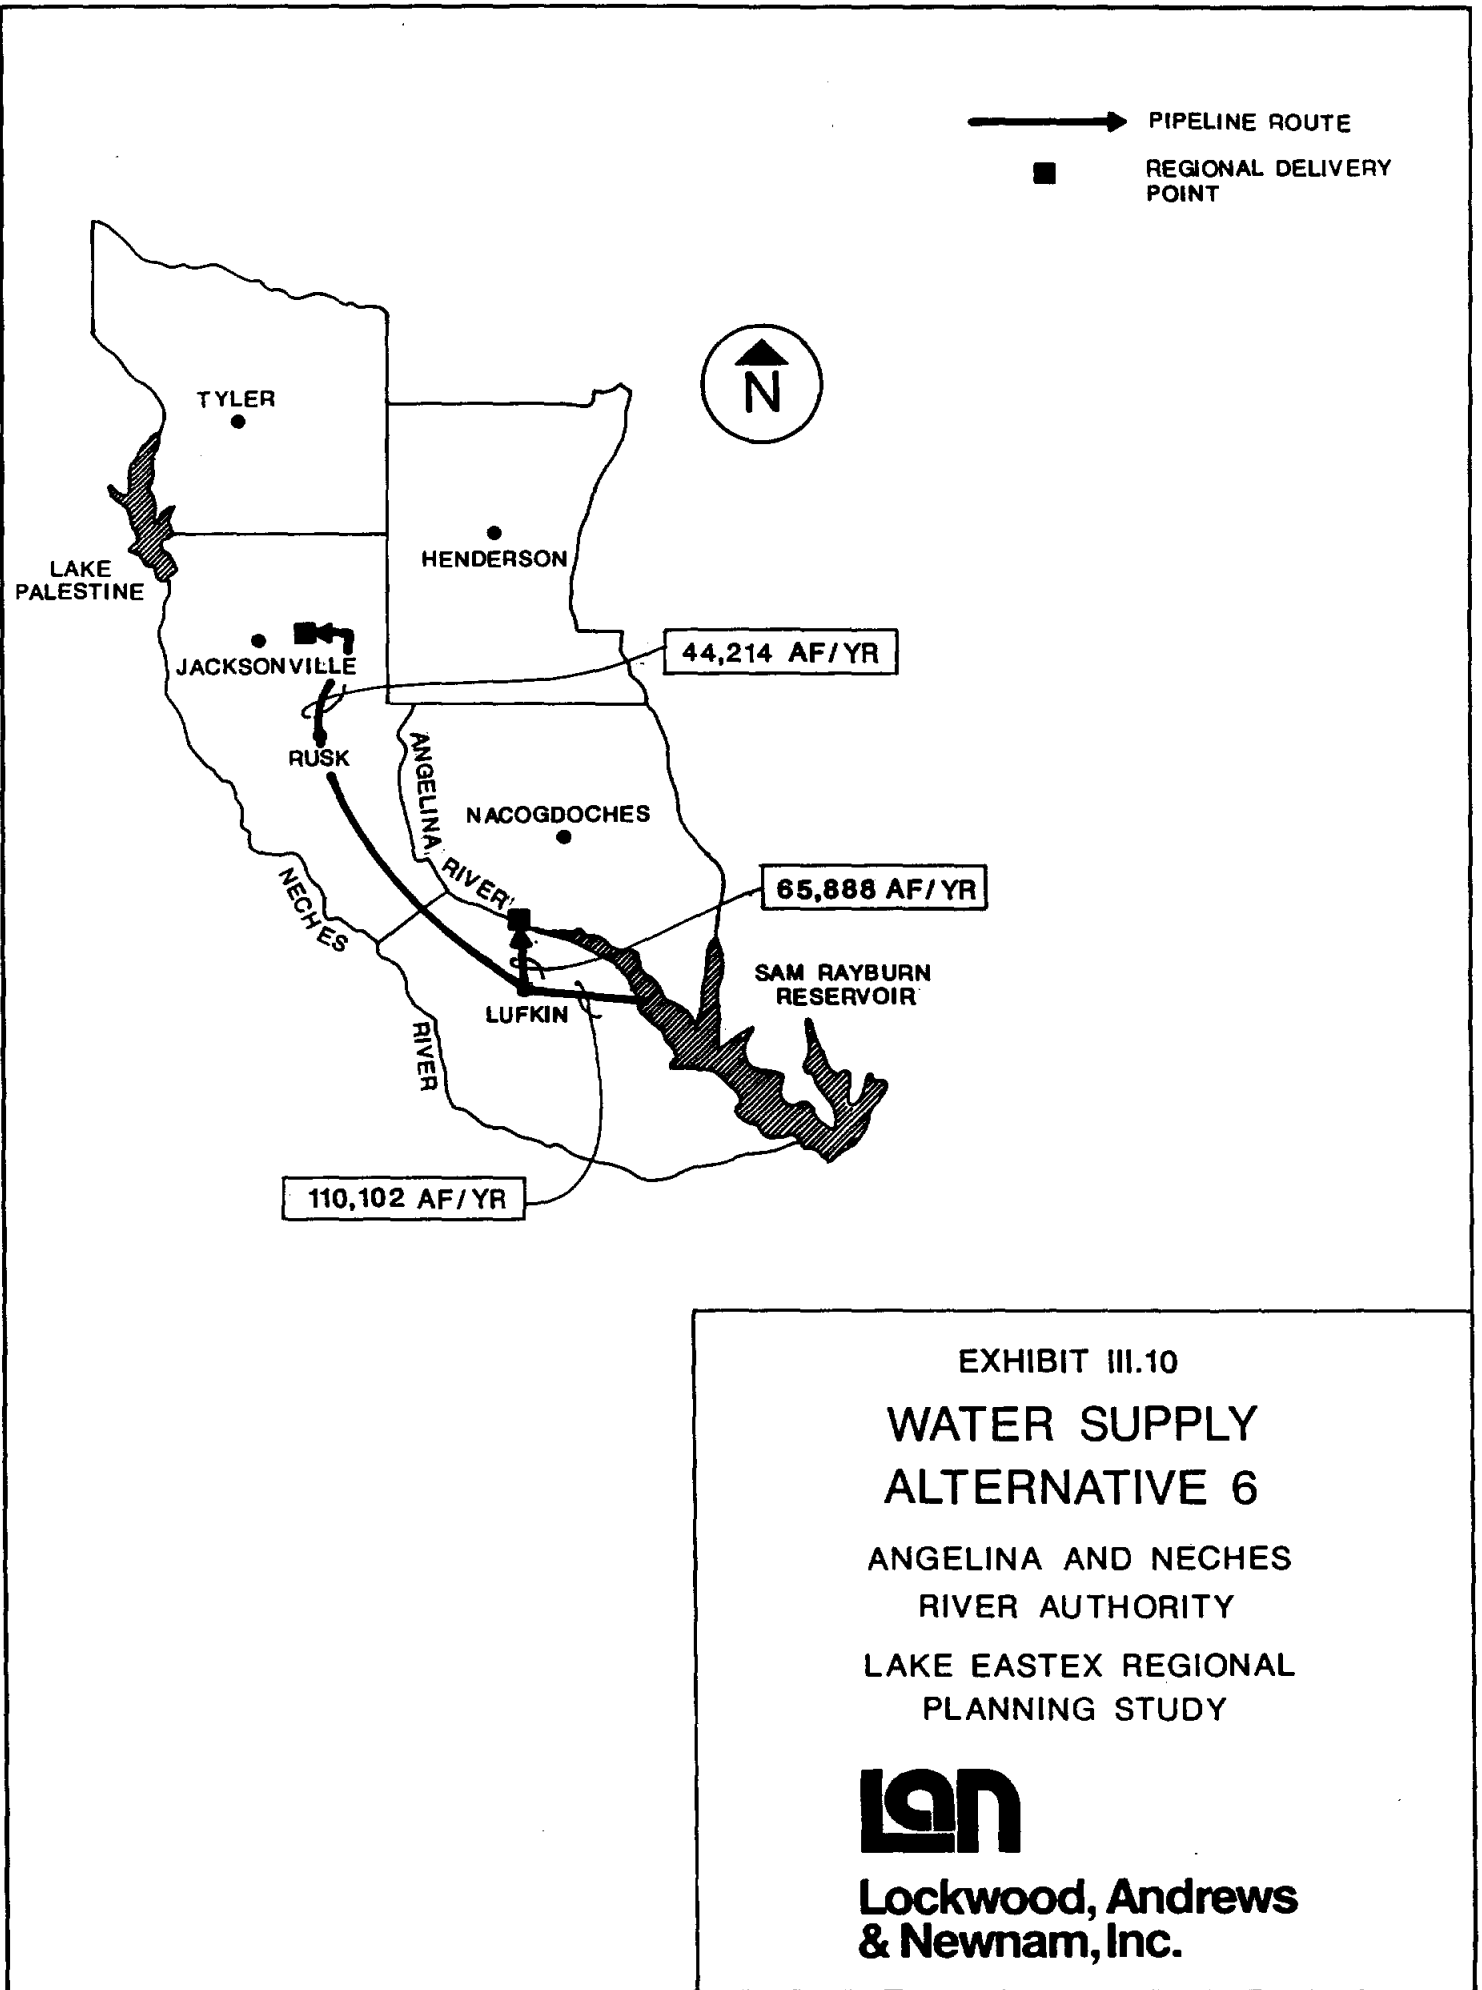 PIPELINE ROUTE
REGIONAL DELIVERY
POINT
TYLER
N
HENDERSON
LAKE
PALESTINE
JACKSONVILLE
44,214 AF/YR
RUSK
ANGELINA RIVER
NACOGDOCHES
65,888 AF/YR
NECHES
RIVER
SAM RAYBURN
RESERVOIR
LUFKIN
110,102 AF/YR
EXHIBIT III.10
WATER SUPPLY
ALTERNATIVE 6
ANGELINA AND NECHES
RIVER AUTHORITY
LAKE EASTEX REGIONAL
PLANNING STUDY
Lan
Lockwood, Andrews
& Newnam, Inc.